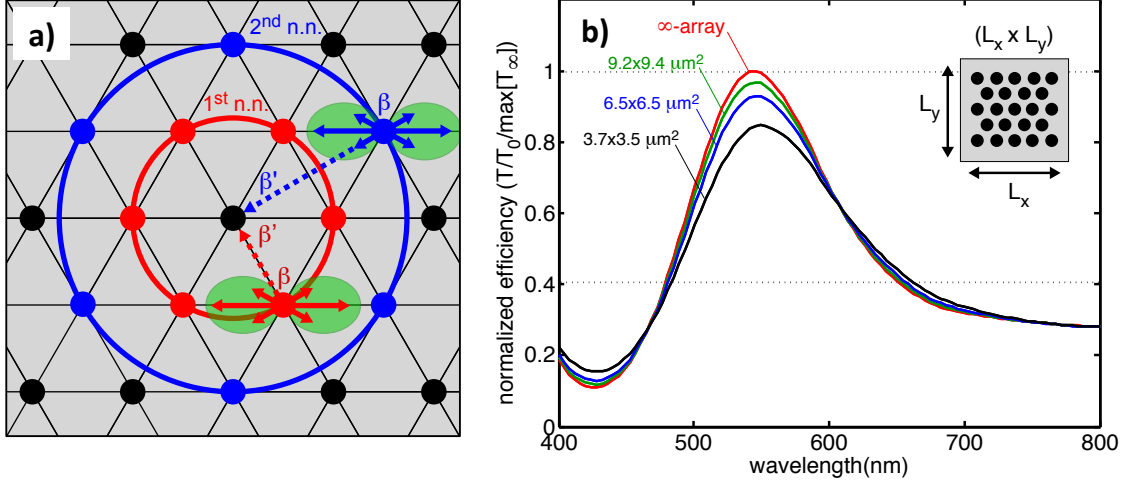 a)
2nd n.n.
1st n.n.
β
β'
β'
β
b)
∞-array
9.2x9.4 μm2
6.5x6.5 μm2
3.7x3.5 μm2
(Lx x Ly)
Ly
Lx
normalized efficiency (T/T0/max[T∞])
1
0.8
0.6
0.4
0.2
0
400
500
600
700
800
wavelength(nm)